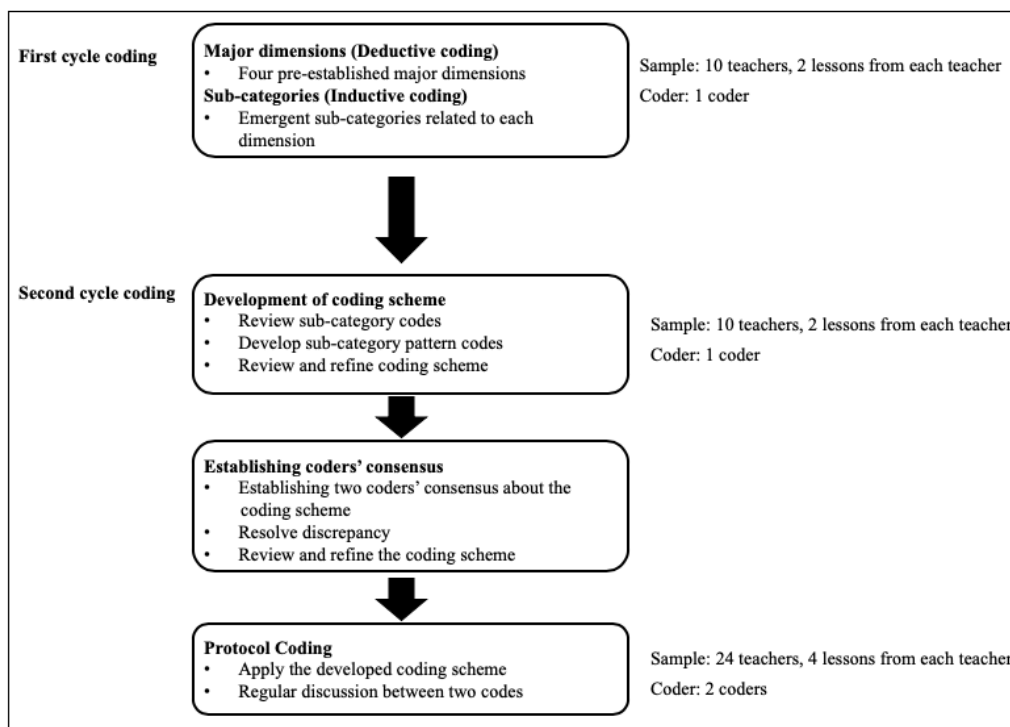 First cycle coding
Major dimensions (Deductive coding)
• Four pre-established major dimensions
Sub-categories (Inductive coding)
• Emergent sub-categories related to each
dimension
Sample: 10 teachers, 2 lessons from each teacher
Coder: 1 coder
Second cycle coding
Development of coding scheme
• Review sub-category codes
• Develop sub-category pattern codes
• Review and refine coding scheme
Sample: 10 teachers, 2 lessons from each teacher
Coder: 1 coder
Establishing coders’ consensus
• Establishing two coders’ consensus about the
coding scheme
• Resolve discrepancy
• Review and refine the coding scheme
Protocol Coding
• Apply the developed coding scheme
• Regular discussion between two codes
Sample: 24 teachers, 4 lessons from each teacher
Coder: 2 coders